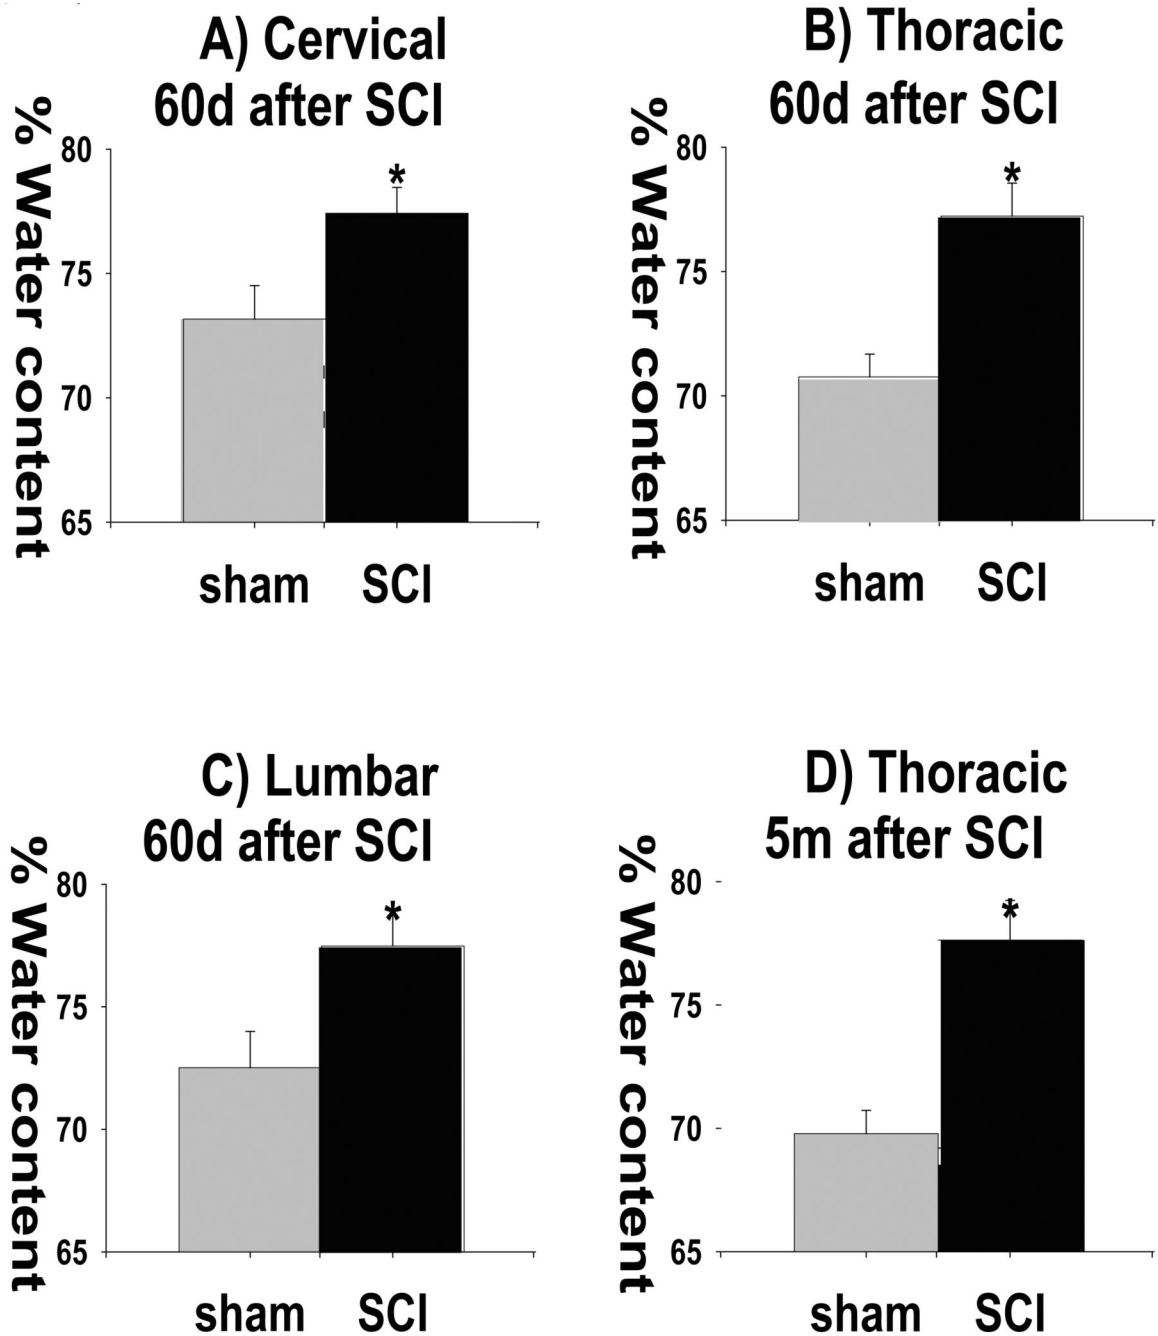 A) Cervical
60d after SCI
% Water content
80
*
75
70
65
sham SCI
B) Thoracic
60d after SCI
% Water content
80
*
75
70
65
sham SCI
C) Lumbar
60d after SCI
% Water content
80
*
75
70
65
sham SCI
D) Thoracic
5m after SCI
% Water content
80
*
75
70
65
sham SCI